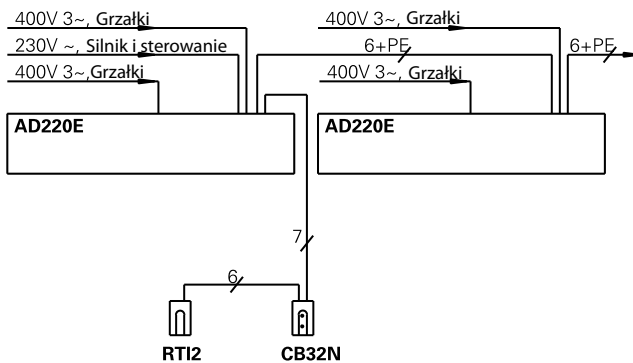 400V 3~, Grzałki
400V 3~, Grzałki
230V ~, Silnik i sterowanie
6+PE
6+PE
400V 3~,Grzałki
400V 3~, Grzałki
AD220E
AD220E
7
6
RTI2
CB32N